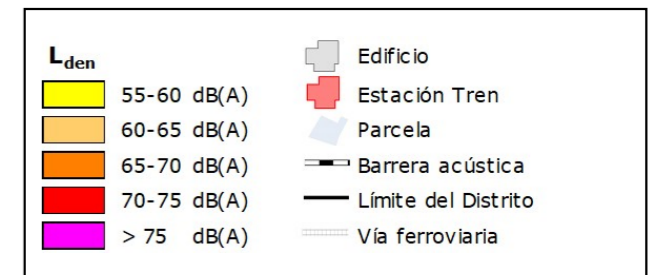 Lden
55-60 dB(A)
60-65 dB(A)
65-70 dB(A)
70-75 dB(A)
> 75 dB(A)
Edificio
Estación Tren
Parcela
Barrera acústica
Límite del Distrito
Vía ferroviaria